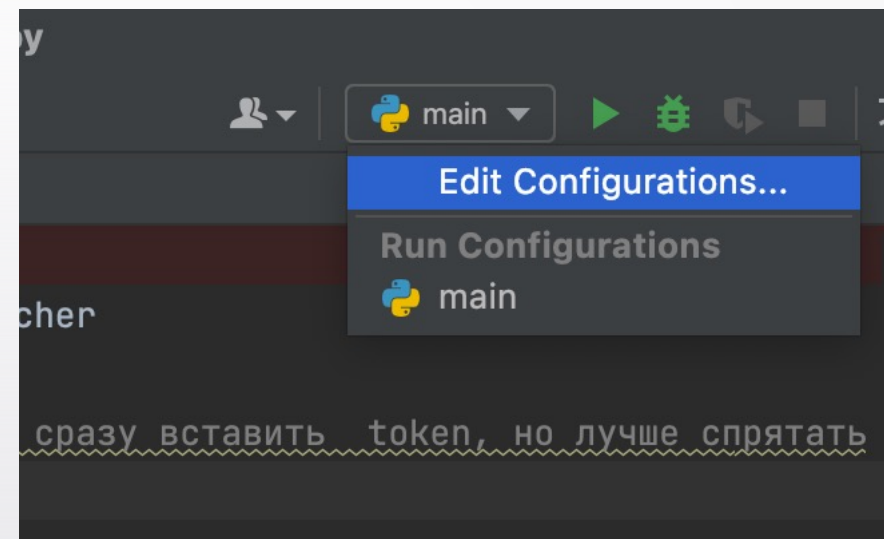 py
main
Edit Configurations...
Run Configurations
main
cher
сразу вставить token, но лучше спрятать